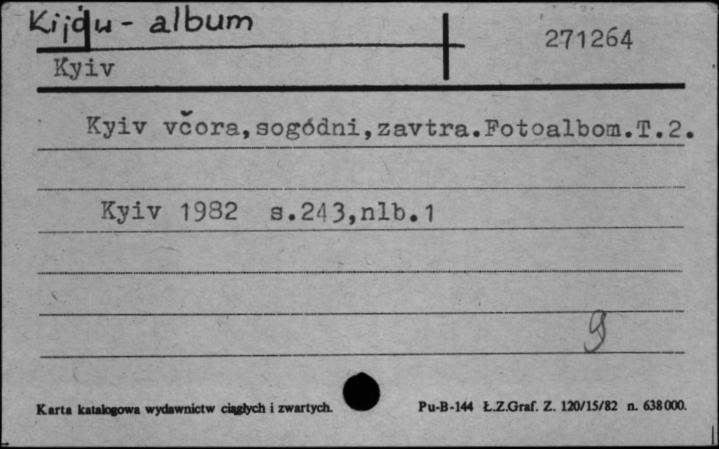 Kijów - album
271264
Kyiv
Kyiv včora,sogódni,zavtra.Fotoalbom.T.2.
Kyiv 1982 s.243,nlb.1
9
Karta katalogowa wydawnictw ciągłych i zwartych.
Pu-B-144 Ł.Z.Graf. Z. 120/15/82 n. 638000.